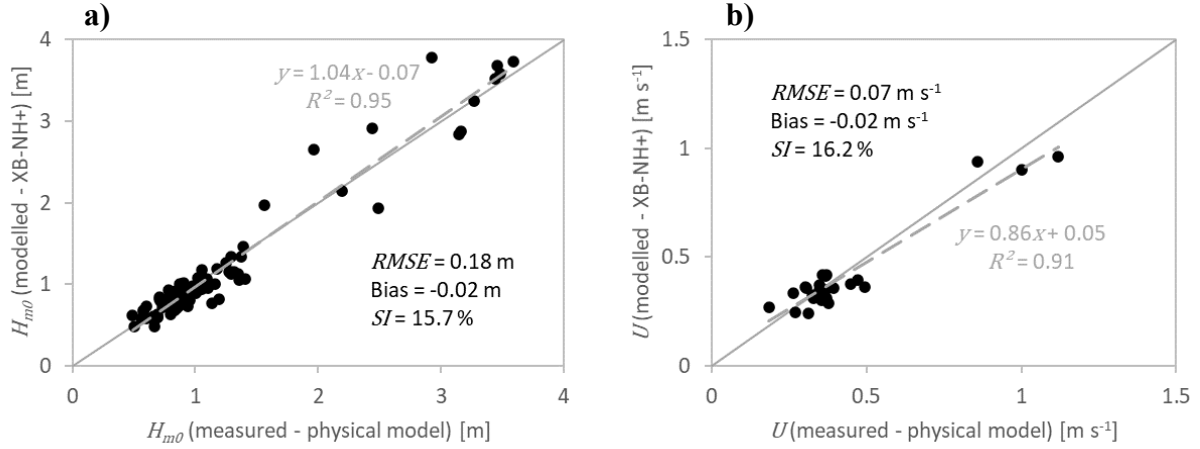 a)
4
3
2
1
0
0
1
2
3
4
H_m0 (modelled - XB-NH+) [m]
H_m0 (measured - physical model) [m]
y = 1.04x - 0.07
R² = 0.95
RMSE = 0.18 m
Bias = -0.02 m
SI = 15.7 %
b)
1.5
1
0.5
0
0
0.5
1
1.5
U (modelled - XB-NH+) [m s⁻¹]
U (measured - physical model) [m s⁻¹]
RMSE = 0.07 m s⁻¹
Bias = -0.02 m s⁻¹
SI = 16.2 %
y = 0.86x + 0.05
R² = 0.91